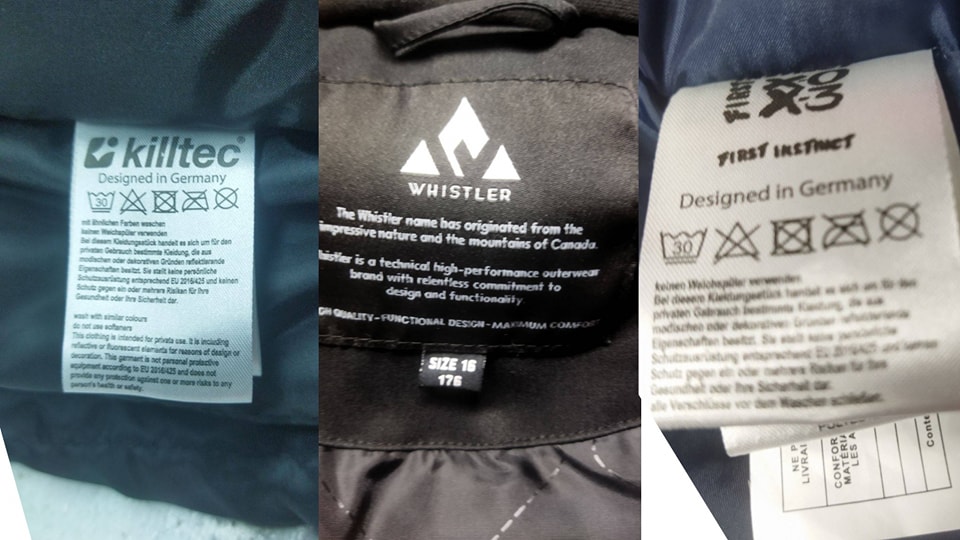 killtec®
Designed in Germany
30
mit ähnlichen Farben waschen
keinen Weichspüler verwenden
Bei diesem Kleidungsstück handelt es sich um für den
privaten Gebrauch bestimmte Kleidung, die aus
modischen oder dekorativen Gründen reflektierende
Eigenschaften besitzt. Sie stellt keine persönliche
Schutzausrüstung entsprechend EU 2016/425 und keinen
Schutz gegen ein oder mehrere Risiken für Ihre
Gesundheit oder Ihre Sicherheit dar.
wash with similar colours
do not use softeners
This clothing is intended for private use. It is including
reflective or fluorescent elements for reasons of design or
decoration. This garment is not personal protective
equipment according to EU 2016/425 and does not
provide any protection against one or more risks to any
person's health or safety.
WHISTLER
The Whistler name has originated from the
impressive nature and the mountains of Canada.
histler is a technical high-performance outerwear
brand with relentless commitment to
design and functionality
GH QUALITY - FUNCTIONAL DESIGN - MAXIMUM COMFORT
SIZE 16
176
FIRST
X-O
X-3
FIRST INSTINCT
Designed in Germany
30
keinen Weichspüler verwenden.
Bei diesem Kleidungsstück handelt es sich um für den
privaten Gebrauch bestimmte Kleidung, die aus
modischen oder dekorativen Gründen
Eigenschaften besitzt. Sie stellt keine persönliche
Schutzausrüstung entsprechend EU 2016/425 und keinen
Schutz gegen ein oder mehrere Risiken für Ihre
Gesundheit oder Ihre Sicherheit dar.
alle Verschlüsse vor dem Waschen schließen.
NE P
LIVRAI
CONFOR
MATÉRIA
LES A
Conte